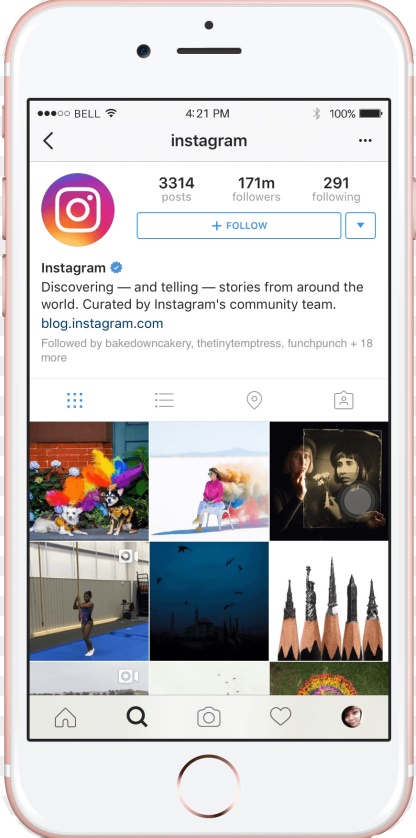 BELL 4:21 PM 100%
instagram
3314 171m 291
posts followers following
+ FOLLOW
Instagram
Discovering — and telling — stories from around the
world. Curated by Instagram's community team.
blog.instagram.com
Followed by bakedowncakery, thetinytemptress, funchpunch + 18
more